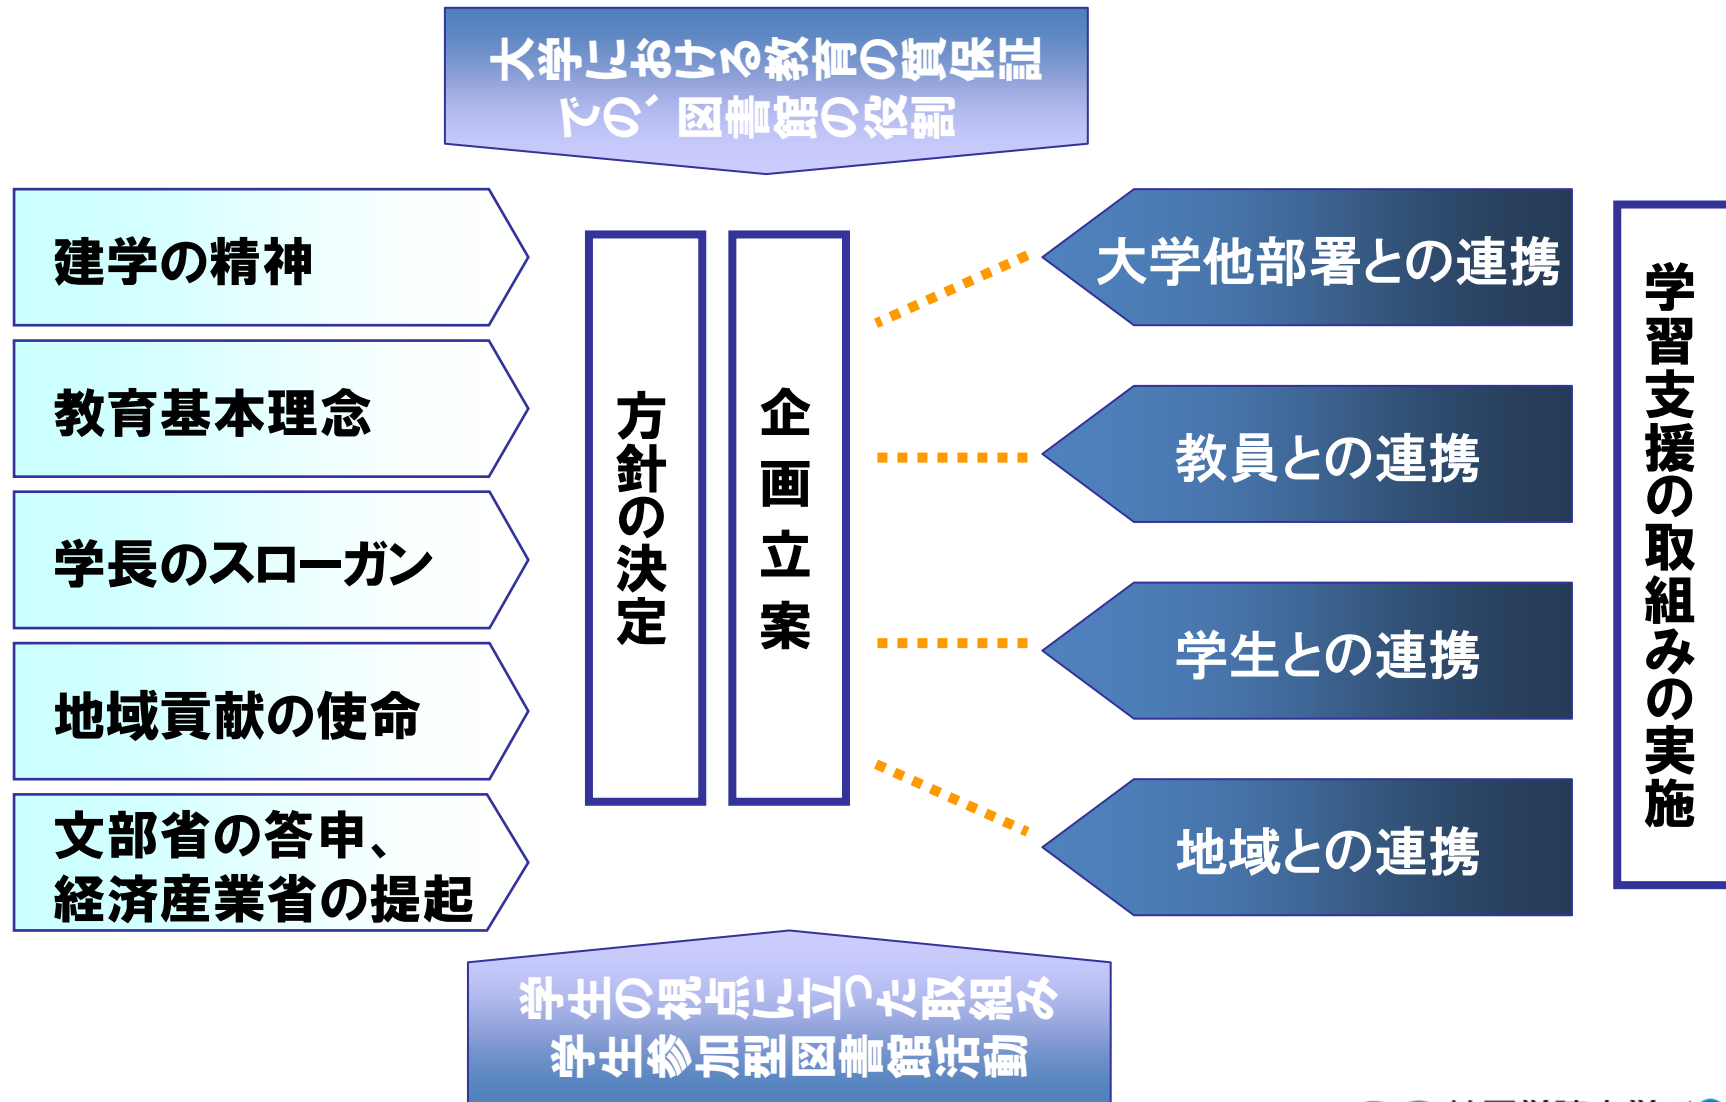 大学における教育の質保証
での、図書館の役割
建学の精神
教育基本理念
学長のスローガン
地域貢献の使命
文部省の答申、
経済産業省の提起
方針の決定
企画立案
大学他部署との連携
教員との連携
学生との連携
地域との連携
学習支援の取組みの実施
学生の視点に立った取組み
学生参加型図書館活動